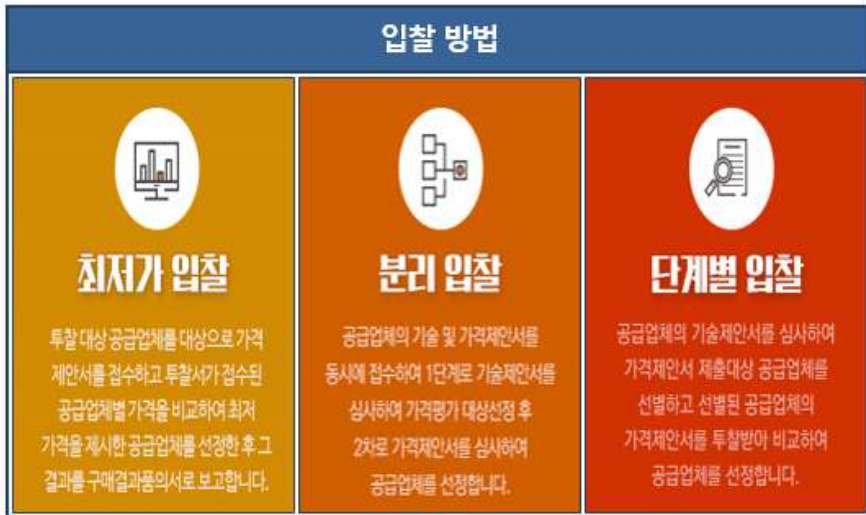 입찰 방법
최저가 입찰
투찰 대상 공급업체를 대상으로 가격
제안서를 접수하고 투찰서가 접수된
공급업체별 가격을 비교하여 최저
가격을 제시한 공급업체를 선정한 후 그
결과를 구매결과품의서로 보고합니다.
분리 입찰
공급업체의 기술 및 가격제안서를
동시에 접수하여 1단계로 기술제안서를
심사하여 가격평가 대상선정 후
2차로 가격제안서를 심사하여
공급업체를 선정합니다.
단계별 입찰
공급업체의 기술제안서를 심사하여
가격제안서 제출대상 공급업체를
선별하고 선별된 공급업체의
가격제안서를 투찰받아 비교하여
공급업체를 선정합니다.